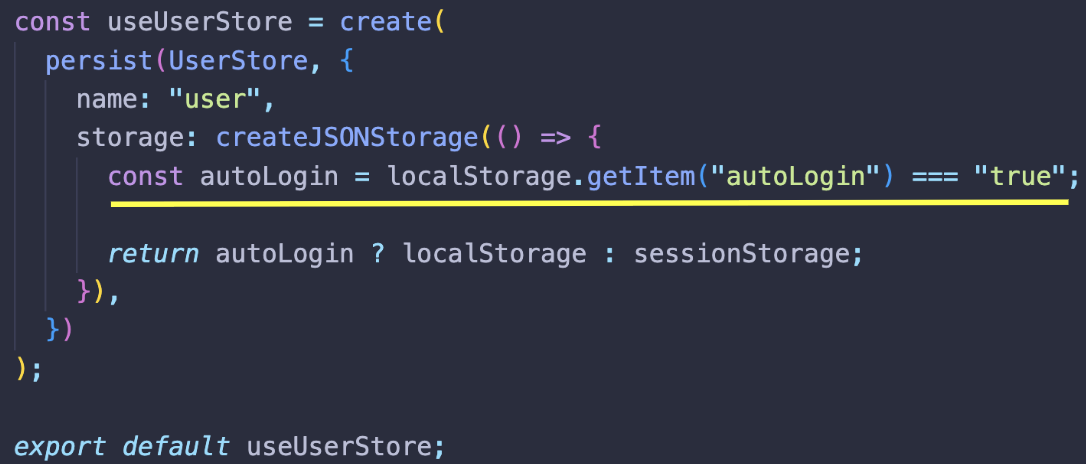 const useUserStore = create(
persist(UserStore, {
name: "user",
storage: createJSONStorage(() => {
const autoLogin = localStorage.getItem("autoLogin") === "true";
return autoLogin ? localStorage : sessionStorage;
}),
})
);
export default useUserStore;